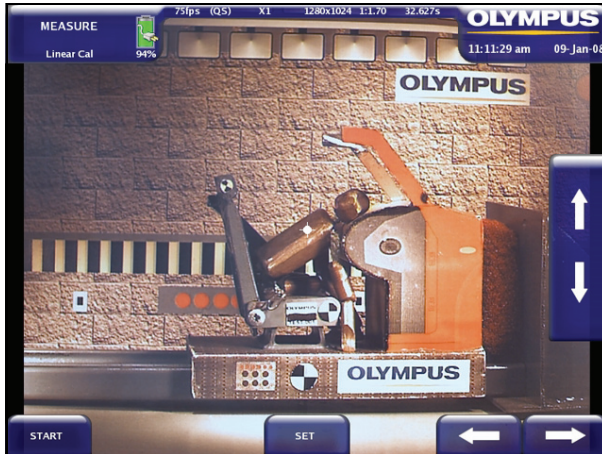 MEASURE
Linear Cal
94%
75fps (QS) X1 1280x1024 1:1.70 32.627s
OLYMPUS
11:11:29 am 09-Jan-08
OLYMPUS
OLYMPUS
OLYMPUS
START
SET